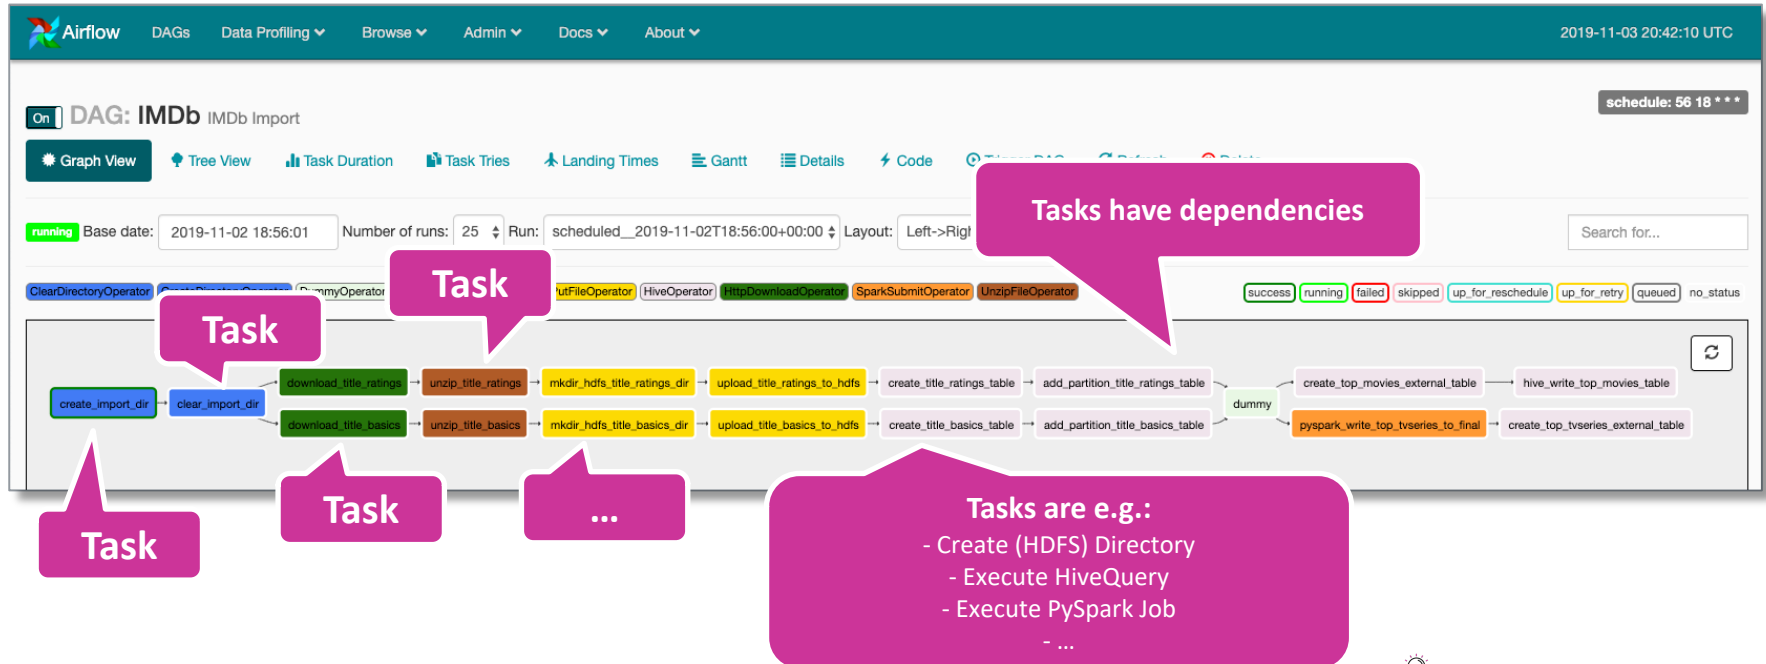 Airflow DAGs Data Profiling Browse Admin Docs About 2019-11-03 20:42:10 UTC
schedule: 56 18 * * *
On DAG: IMDb IMDb Import
Graph View Tree View Task Duration Task Tries Landing Times Gantt Details Code
Tasks have dependencies
running Base date: 2019-11-02 18:56:01 Number of runs: 25 Run: scheduled__2019-11-02T18:56:00+00:00 Layout: Search for...
Task
ClearDirectoryOperator HiveOperator HttpDownloadOperator SparkSubmitOperator UnzipFileOperator success running failed skipped up_for_reschedule up_for_retry queued no_status
Task
download_title_ratings unzip_title_ratings mkdir_hdfs_title_ratings_dir upload_title_ratings_to_hdfs create_title_ratings_table add_partition_title_ratings_table create_top_movies_external_table hive_write_top_movies_table
create_import_dir clear_import_dir dummy
download_title_basics unzip_title_basics mkdir_hdfs_title_basics_dir upload_title_basics_to_hdfs create_title_basics_table add_partition_title_basics_table pyspark_write_top_tvseries_to_final create_top_tvseries_external_table
Task
...
Task
Tasks are e.g.:
- Create (HDFS) Directory
- Execute HiveQuery
- Execute PySpark Job
- ...